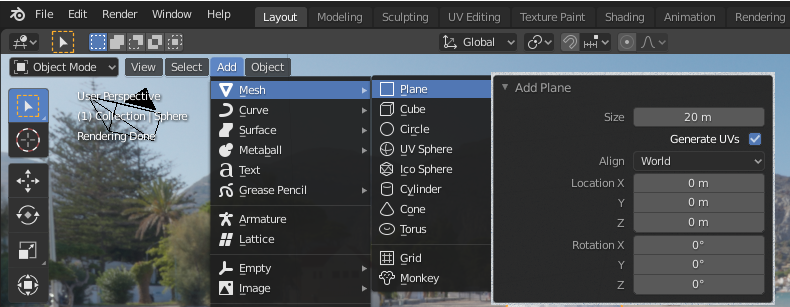 File Edit Render Window Help Layout Modeling Sculpting UV Editing Texture Paint Shading Animation Rendering
Global
Object Mode View Select Add Object
User Perspective
(1) Collection | Sphere
Rendering Done
Mesh
Curve
Surface
Metaball
Text
Grease Pencil
Armature
Lattice
Empty
Image
Plane
Cube
Circle
UV Sphere
Ico Sphere
Cylinder
Cone
Torus
Grid
Monkey
Add Plane
Size 20 m
Generate UVs
Align World
Location X 0 m
Y 0 m
Z 0 m
Rotation X 0°
Y 0°
Z 0°